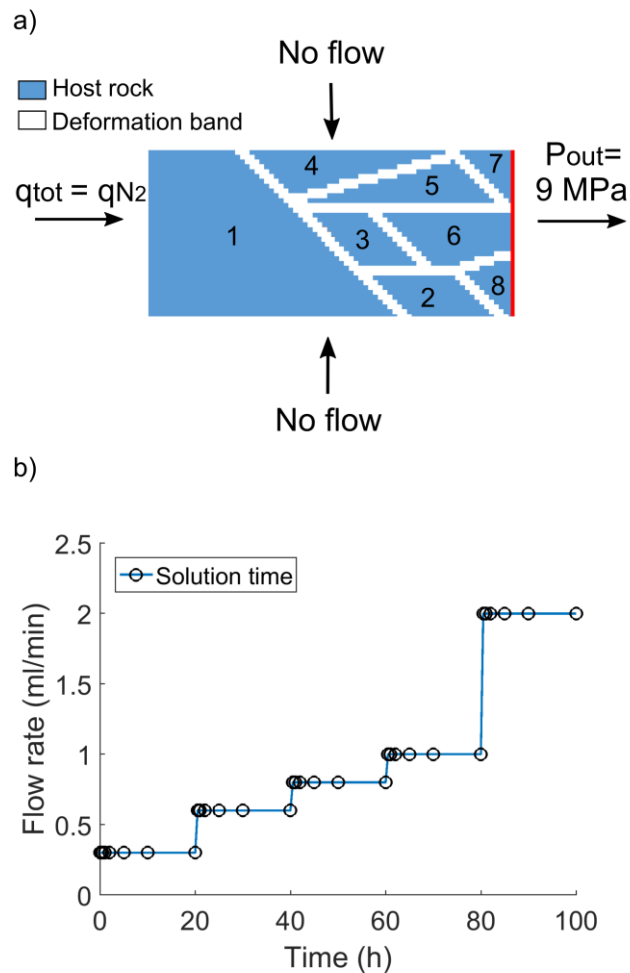 a)
No flow
Host rock
Deformation band
qtot = qN2
Pout=
9 MPa
4
7
5
1
3
6
2
8
No flow
b)
2.5
Solution time
2
1.5
1
0.5
0
0 20 40 60 80 100
Flow rate (ml/min)
Time (h)